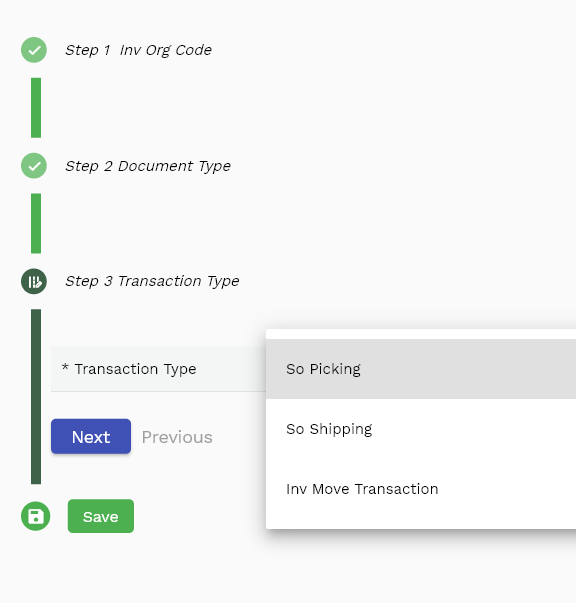 Step 1 Inv Org Code
Step 2 Document Type
Step 3 Transaction Type
* Transaction Type
So Picking
So Shipping
Inv Move Transaction
Next Previous
Save